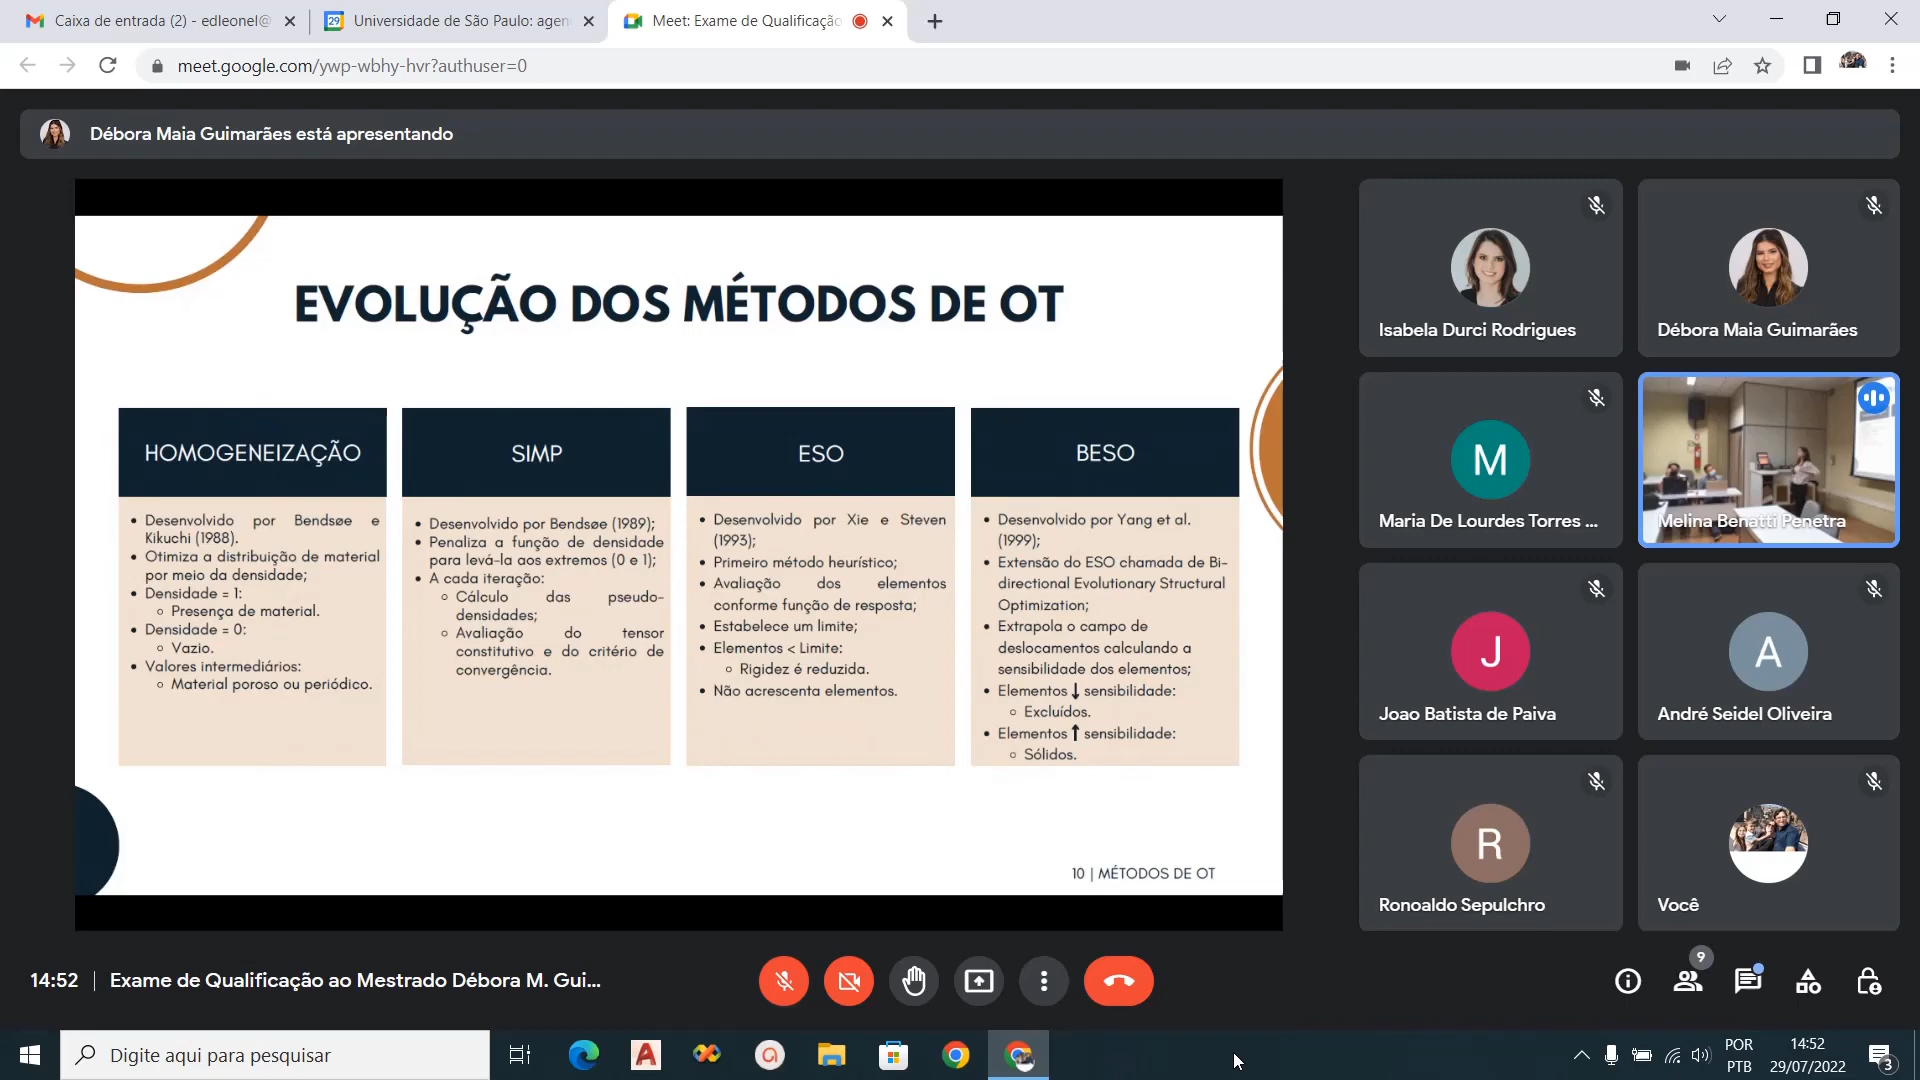 Caixa de entrada (2) - edleonel@
29
Universidade de São Paulo: agen
Meet: Exame de Qualificação
meet.google.com/ywp-wbhy-hvr?authuser=0
Débora Maia Guimarães está apresentando
EVOLUÇÃO DOS MÉTODOS DE OT
HOMOGENEIZAÇÃO
• Desenvolvido por Bendsøe e
Kikuchi (1988).
• Otimiza a distribuição de material
por meio da densidade;
• Densidade = 1:
○ Presença de material.
• Densidade = 0:
○ Vazio.
• Valores intermediários:
○ Material poroso ou periódico.
SIMP
• Desenvolvido por Bendsøe (1989);
• Penaliza a função de densidade
para levá-la aos extremos (0 e 1);
• A cada iteração:
○ Cálculo das pseudo-
densidades;
○ Avaliação do tensor
constitutivo e do critério de
convergência.
ESO
• Desenvolvido por Xie e Steven
(1993);
• Primeiro método heurístico;
• Avaliação dos elementos
conforme função de resposta;
• Estabelece um limite;
• Elementos < Limite:
○ Rigidez é reduzida.
• Não acrescenta elementos.
BESO
• Desenvolvido por Yang et al.
(1999);
• Extensão do ESO chamada de Bi-
directional Evolutionary Structural
Optimization;
• Extrapola o campo de
deslocamentos calculando a
sensibilidade dos elementos;
• Elementos ↓ sensibilidade:
○ Excluídos.
• Elementos ↑ sensibilidade:
○ Sólidos.
10 | MÉTODOS DE OT
Isabela Durci Rodrigues
Débora Maia Guimarães
M
Maria De Lourdes Torres ...
Melina Benatti Penetra
J
Joao Batista de Paiva
A
André Seidel Oliveira
R
Ronoaldo Sepulchro
Você
14:52
Exame de Qualificação ao Mestrado Débora M. Gui...
9
Digite aqui para pesquisar
POR
PTB
14:52
29/07/2022
3